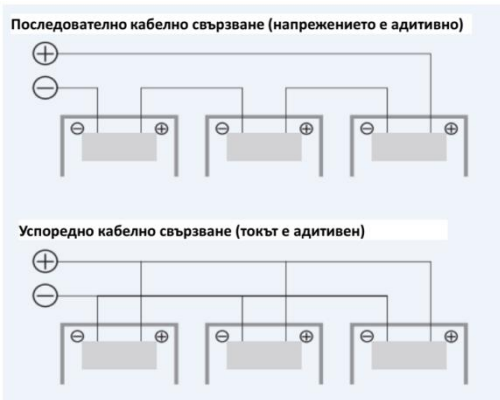 Последователно кабелно свързване (напрежението е адитивно)
+
−
⊖ ⊕ ⊖ ⊕ ⊖ ⊕
Успоредно кабелно свързване (токът е адитивен)
+
−
⊖ ⊕ ⊖ ⊕ ⊖ ⊕